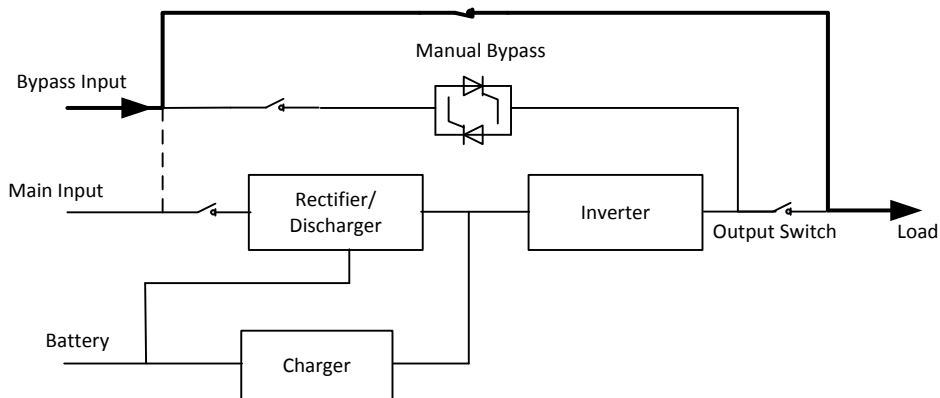 Manual Bypass
Bypass Input
Main Input
Rectifier/
Discharger
Inverter
Output Switch
Load
Battery
Charger